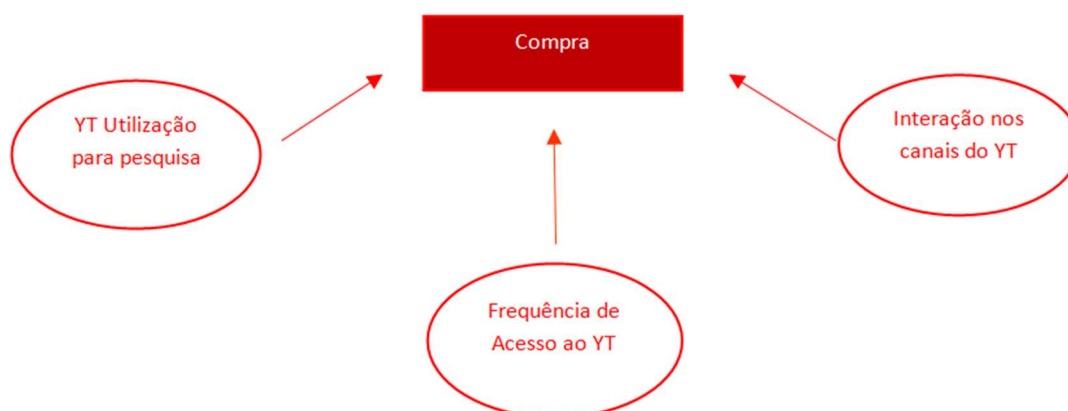 Compra
YT Utilização
para pesquisa
Interação nos
canais do YT
Frequência de
Acesso ao YT